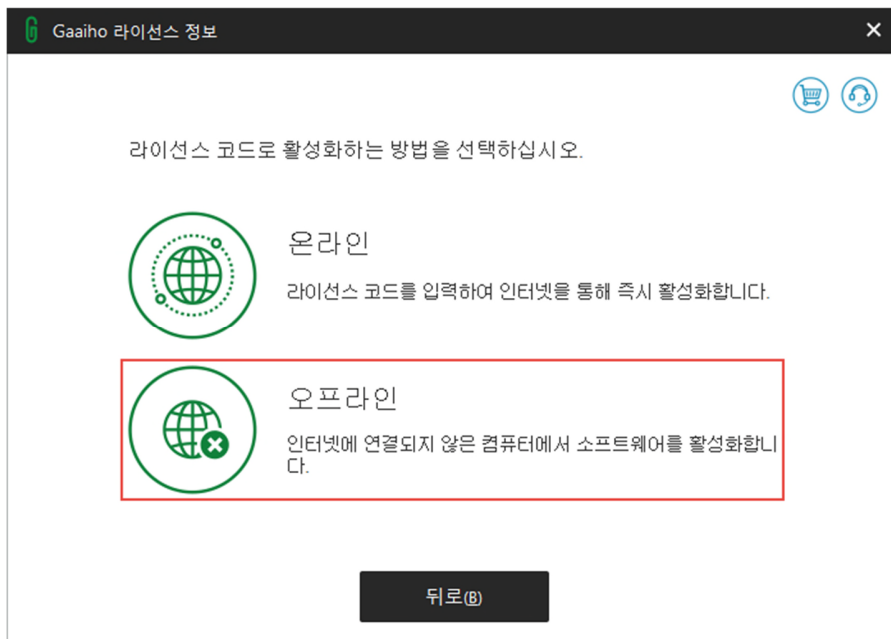 Gaaiho 라이선스 정보
라이선스 코드로 활성화하는 방법을 선택하십시오.
온라인
라이선스 코드를 입력하여 인터넷을 통해 즉시 활성화합니다.
오프라인
인터넷에 연결되지 않은 컴퓨터에서 소프트웨어를 활성화합니
다.
뒤로(B)